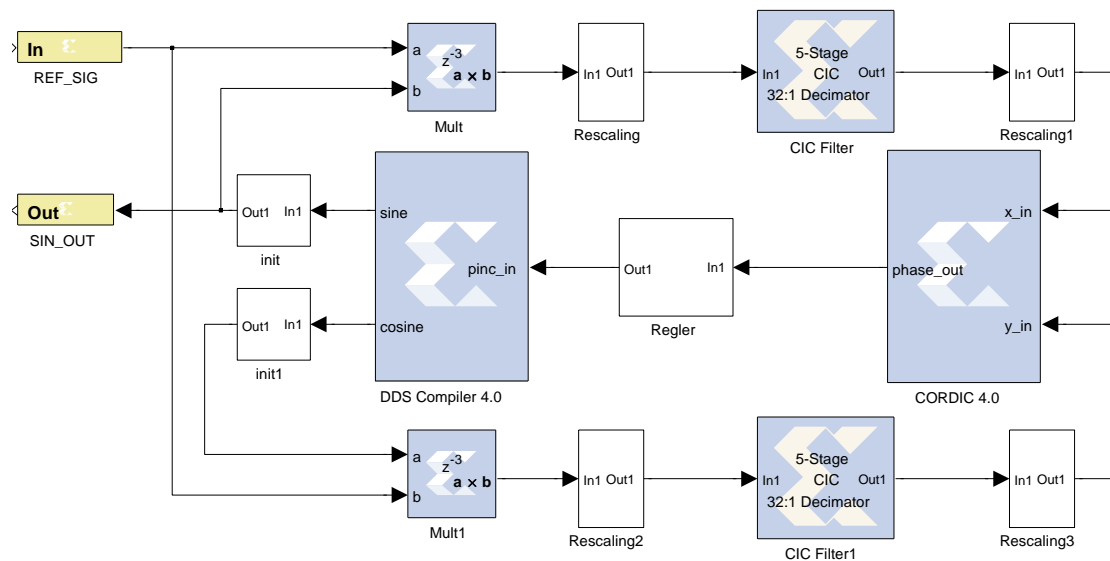 In
REF_SIG
a
b
z-3
a × b
Mult
In1 Out1
Rescaling
5-Stage
In1 CIC Out1
32:1 Decimator
CIC Filter
In1 Out1
Rescaling1
Out
SIN_OUT
Out1 In1
init
sine
pinc_in
cosine
DDS Compiler 4.0
Out1 In1
Regler
x_in
phase_out
y_in
CORDIC 4.0
Out1 In1
init1
a
b
z-3
a × b
Mult1
In1 Out1
Rescaling2
5-Stage
In1 CIC Out1
32:1 Decimator
CIC Filter1
In1 Out1
Rescaling3